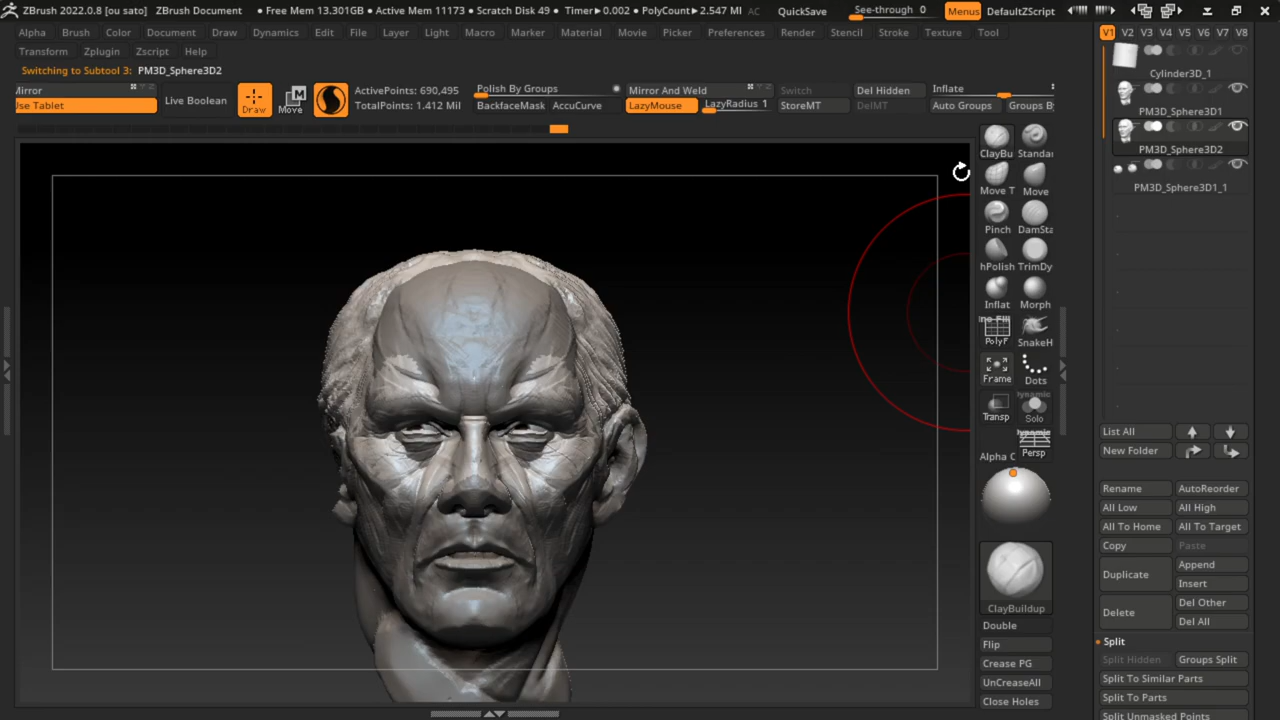 ZBrush 2022.0.8 [ou sato] ZBrush Document • Free Mem 13.301GB • Active Mem 11173 • Scratch Disk 49 • Timer▶0.002 • PolyCount▶2.547 MI AC QuickSave See-through 0 Menus DefaultZScript
Alpha Brush Color Document Draw Dynamics Edit File Layer Light Macro Marker Material Movie Picker Preferences Render Stencil Stroke Texture Tool
Transform Zplugin Zscript Help
Switching to Subtool 3: PM3D_Sphere3D2
Mirror
Use Tablet
Live Boolean
Draw
Move
ActivePoints: 690,495
TotalPoints: 1.412 Mil
Polish By Groups
BackfaceMask AccuCurve
Mirror And Weld
LazyMouse LazyRadius 1
Switch
StoreMT
Del Hidden
DelMT
Inflate
Auto Groups Groups By
ClayBu Standa
Move T Move
Pinch DamSta
hPolish TrimDy
Inflat Morph
ine Fill
PolyF SnakeH
Frame Dots
Dynamic
Transp Solo
Dynamic
Persp
Alpha O
ClayBuildup
Double
Flip
Crease PG
UnCreaseAll
Close Holes
V1 V2 V3 V4 V5 V6 V7 V8
Cylinder3D_1
PM3D_Sphere3D1
PM3D_Sphere3D2
PM3D_Sphere3D1_1
List All
New Folder
Rename AutoReorder
All Low All High
All To Home All To Target
Copy Paste
Duplicate Append
Insert
Delete Del Other
Del All
Split
Split Hidden Groups Split
Split To Similar Parts
Split To Parts
Split Unmasked Points